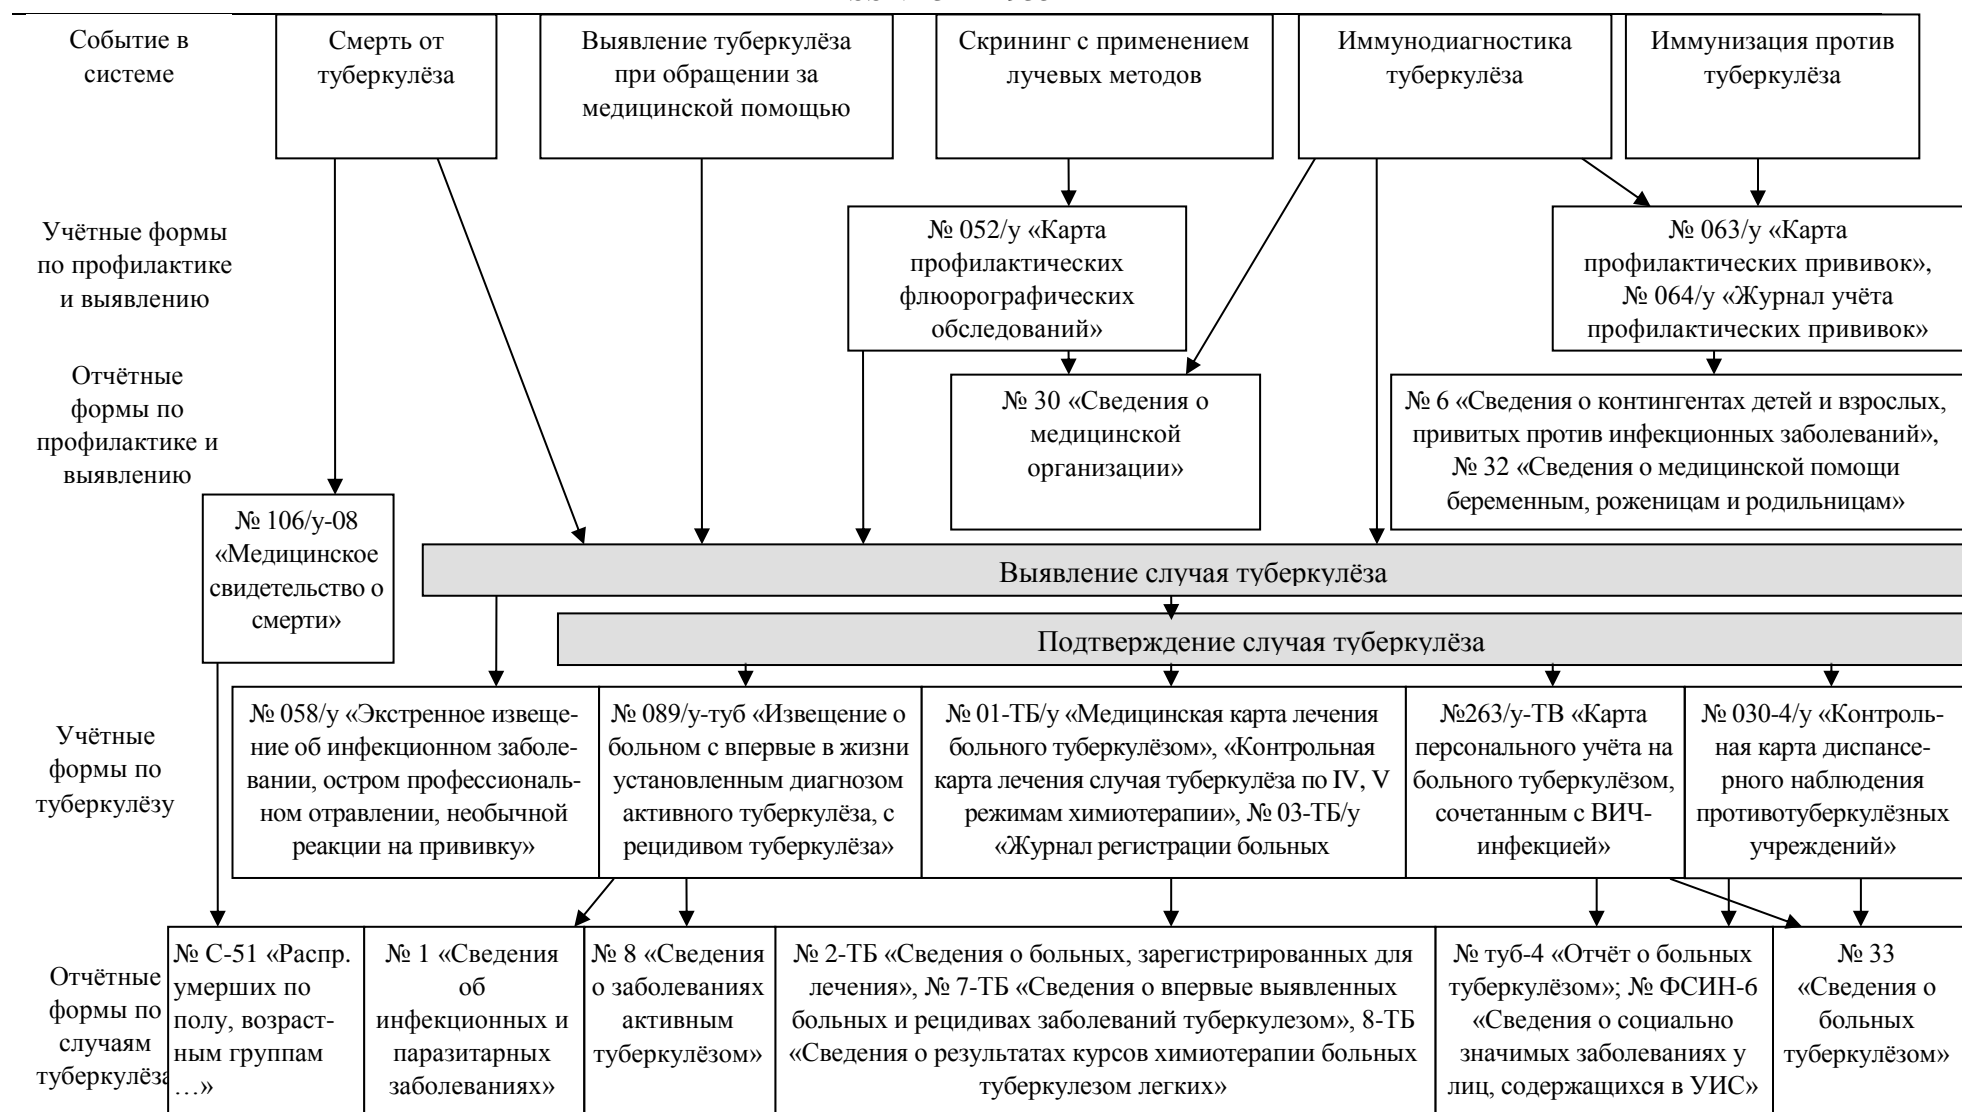 Событие в
системе
Смерть от
туберкулёза
Выявление туберкулёза
при обращении за
медицинской помощью
Скрининг с применением
лучевых методов
Иммунодиагностика
туберкулёза
Иммунизация против
туберкулёза
Учётные формы
по профилактике
и выявлению
№ 052/у «Карта
профилактических
флюорографических
обследований»
№ 063/у «Карта
профилактических прививок»,
№ 064/у «Журнал учёта
профилактических прививок»
Отчётные
формы по
профилактике и
выявлению
№ 30 «Сведения о
медицинской
организации»
№ 6 «Сведения о контингентах детей и взрослых,
привитых против инфекционных заболеваний»,
№ 32 «Сведения о медицинской помощи
беременным, роженицам и родильницам»
№ 106/у-08
«Медицинское
свидетельство о
смерти»
Выявление случая туберкулёза
Подтверждение случая туберкулёза
Учётные
формы по
туберкулёзу
№ 058/у «Экстренное извеще-
ние об инфекционном заболе-
вании, остром профессиональ-
ном отравлении, необычной
реакции на прививку»
№ 089/у-туб «Извещение о
больном с впервые в жизни
установленным диагнозом
активного туберкулёза, с
рецидивом туберкулёза»
№ 01-ТБ/у «Медицинская карта лечения
больного туберкулёзом», «Контрольная
карта лечения случая туберкулёза по IV, V
режимам химиотерапии», № 03-ТБ/у
«Журнал регистрации больных
№263/у-ТВ «Карта
персонального учёта на
больного туберкулёзом,
сочетанным с ВИЧ-
инфекцией»
№ 030-4/у «Контроль-
ная карта диспансе-
рного наблюдения
противотуберкулёзных
учреждений»
Отчётные
формы по
случаям
туберкулёза
№ С-51 «Распр.
умерших по
полу, возраст-
ным группам
…»
№ 1 «Сведения
об
инфекционных и
паразитарных
заболеваниях»
№ 8 «Сведения
о заболеваниях
активным
туберкулёзом»
№ 2-ТБ «Сведения о больных, зарегистрированных для
лечения», № 7-ТБ «Сведения о впервые выявленных
больных и рецидивах заболеваний туберкулезом», 8-ТБ
«Сведения о результатах курсов химиотерапии больных
туберкулезом легких»
№ туб-4 «Отчёт о больных
туберкулёзом»; № ФСИН-6
«Сведения о социально
значимых заболеваниях у
лиц, содержащихся в УИС»
№ 33
«Сведения о
больных
туберкулёзом»